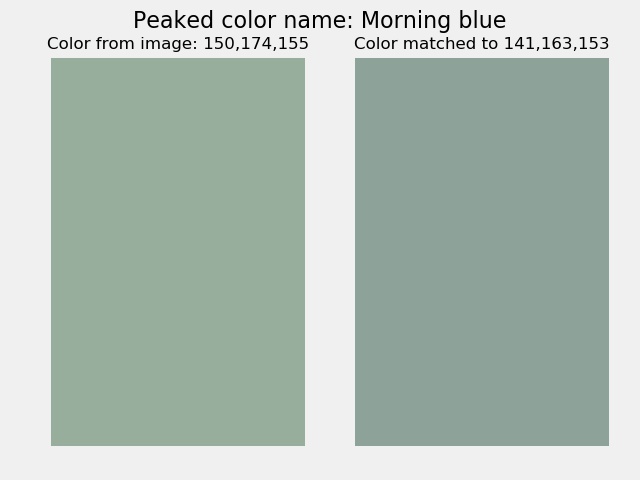 Peaked color name: Morning blue
Color from image: 150,174,155
Color matched to 141,163,153